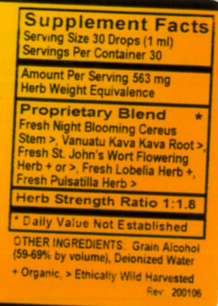 Supplement Facts
Serving Size 30 Drops (1 ml)
Servings Per Container 30
Amount Per Serving 563 mg
Herb Weight Equivalence
Proprietary Blend *
Fresh Night Blooming Cereus
Stem >, Vanuatu Kava Kava Root >,
Fresh St. John's Wort Flowering
Herb + or >, Fresh Lobelia Herb +,
Fresh Pulsatilla Herb >
Herb Strength Ratio 1:1.8
* Daily Value Not Established
OTHER INGREDIENTS: Grain Alcohol
(59-69% by volume), Deionized Water
+ Organic, > Ethically Wild Harvested
Rev: 200106